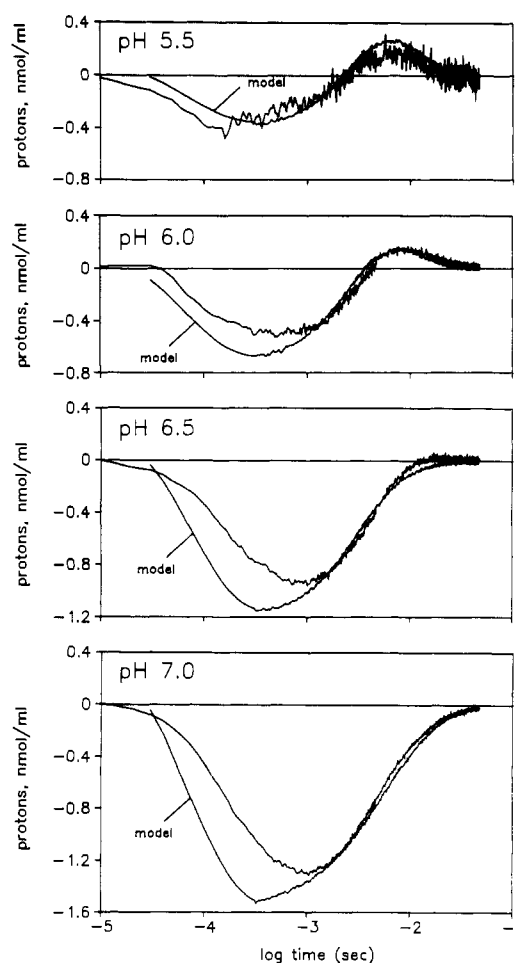 0.4
pH 5.5
0
model
-0.4
-0.8
protons, nmol/ml
0.4
pH 6.0
0
-0.4
model
-0.8
protons, nmol/ml
0.4
pH 6.5
0
-0.4
model
-0.8
-1.2
protons, nmol/ml
0.4
pH 7.0
0
-0.4
-0.8
model
-1.2
-1.6
protons, nmol/ml
-5 -4 -3 -2 -
log time (sec)